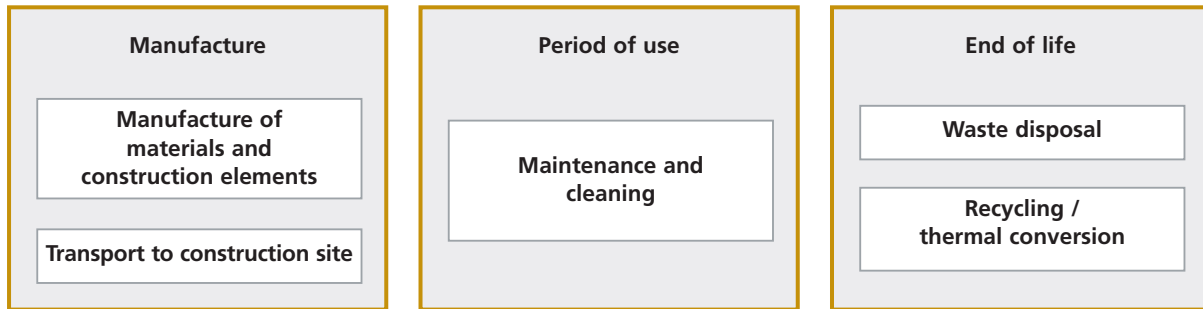 Manufacture
Manufacture of
materials and
construction elements
Transport to construction site
Period of use
Maintenance and
cleaning
End of life
Waste disposal
Recycling /
thermal conversion